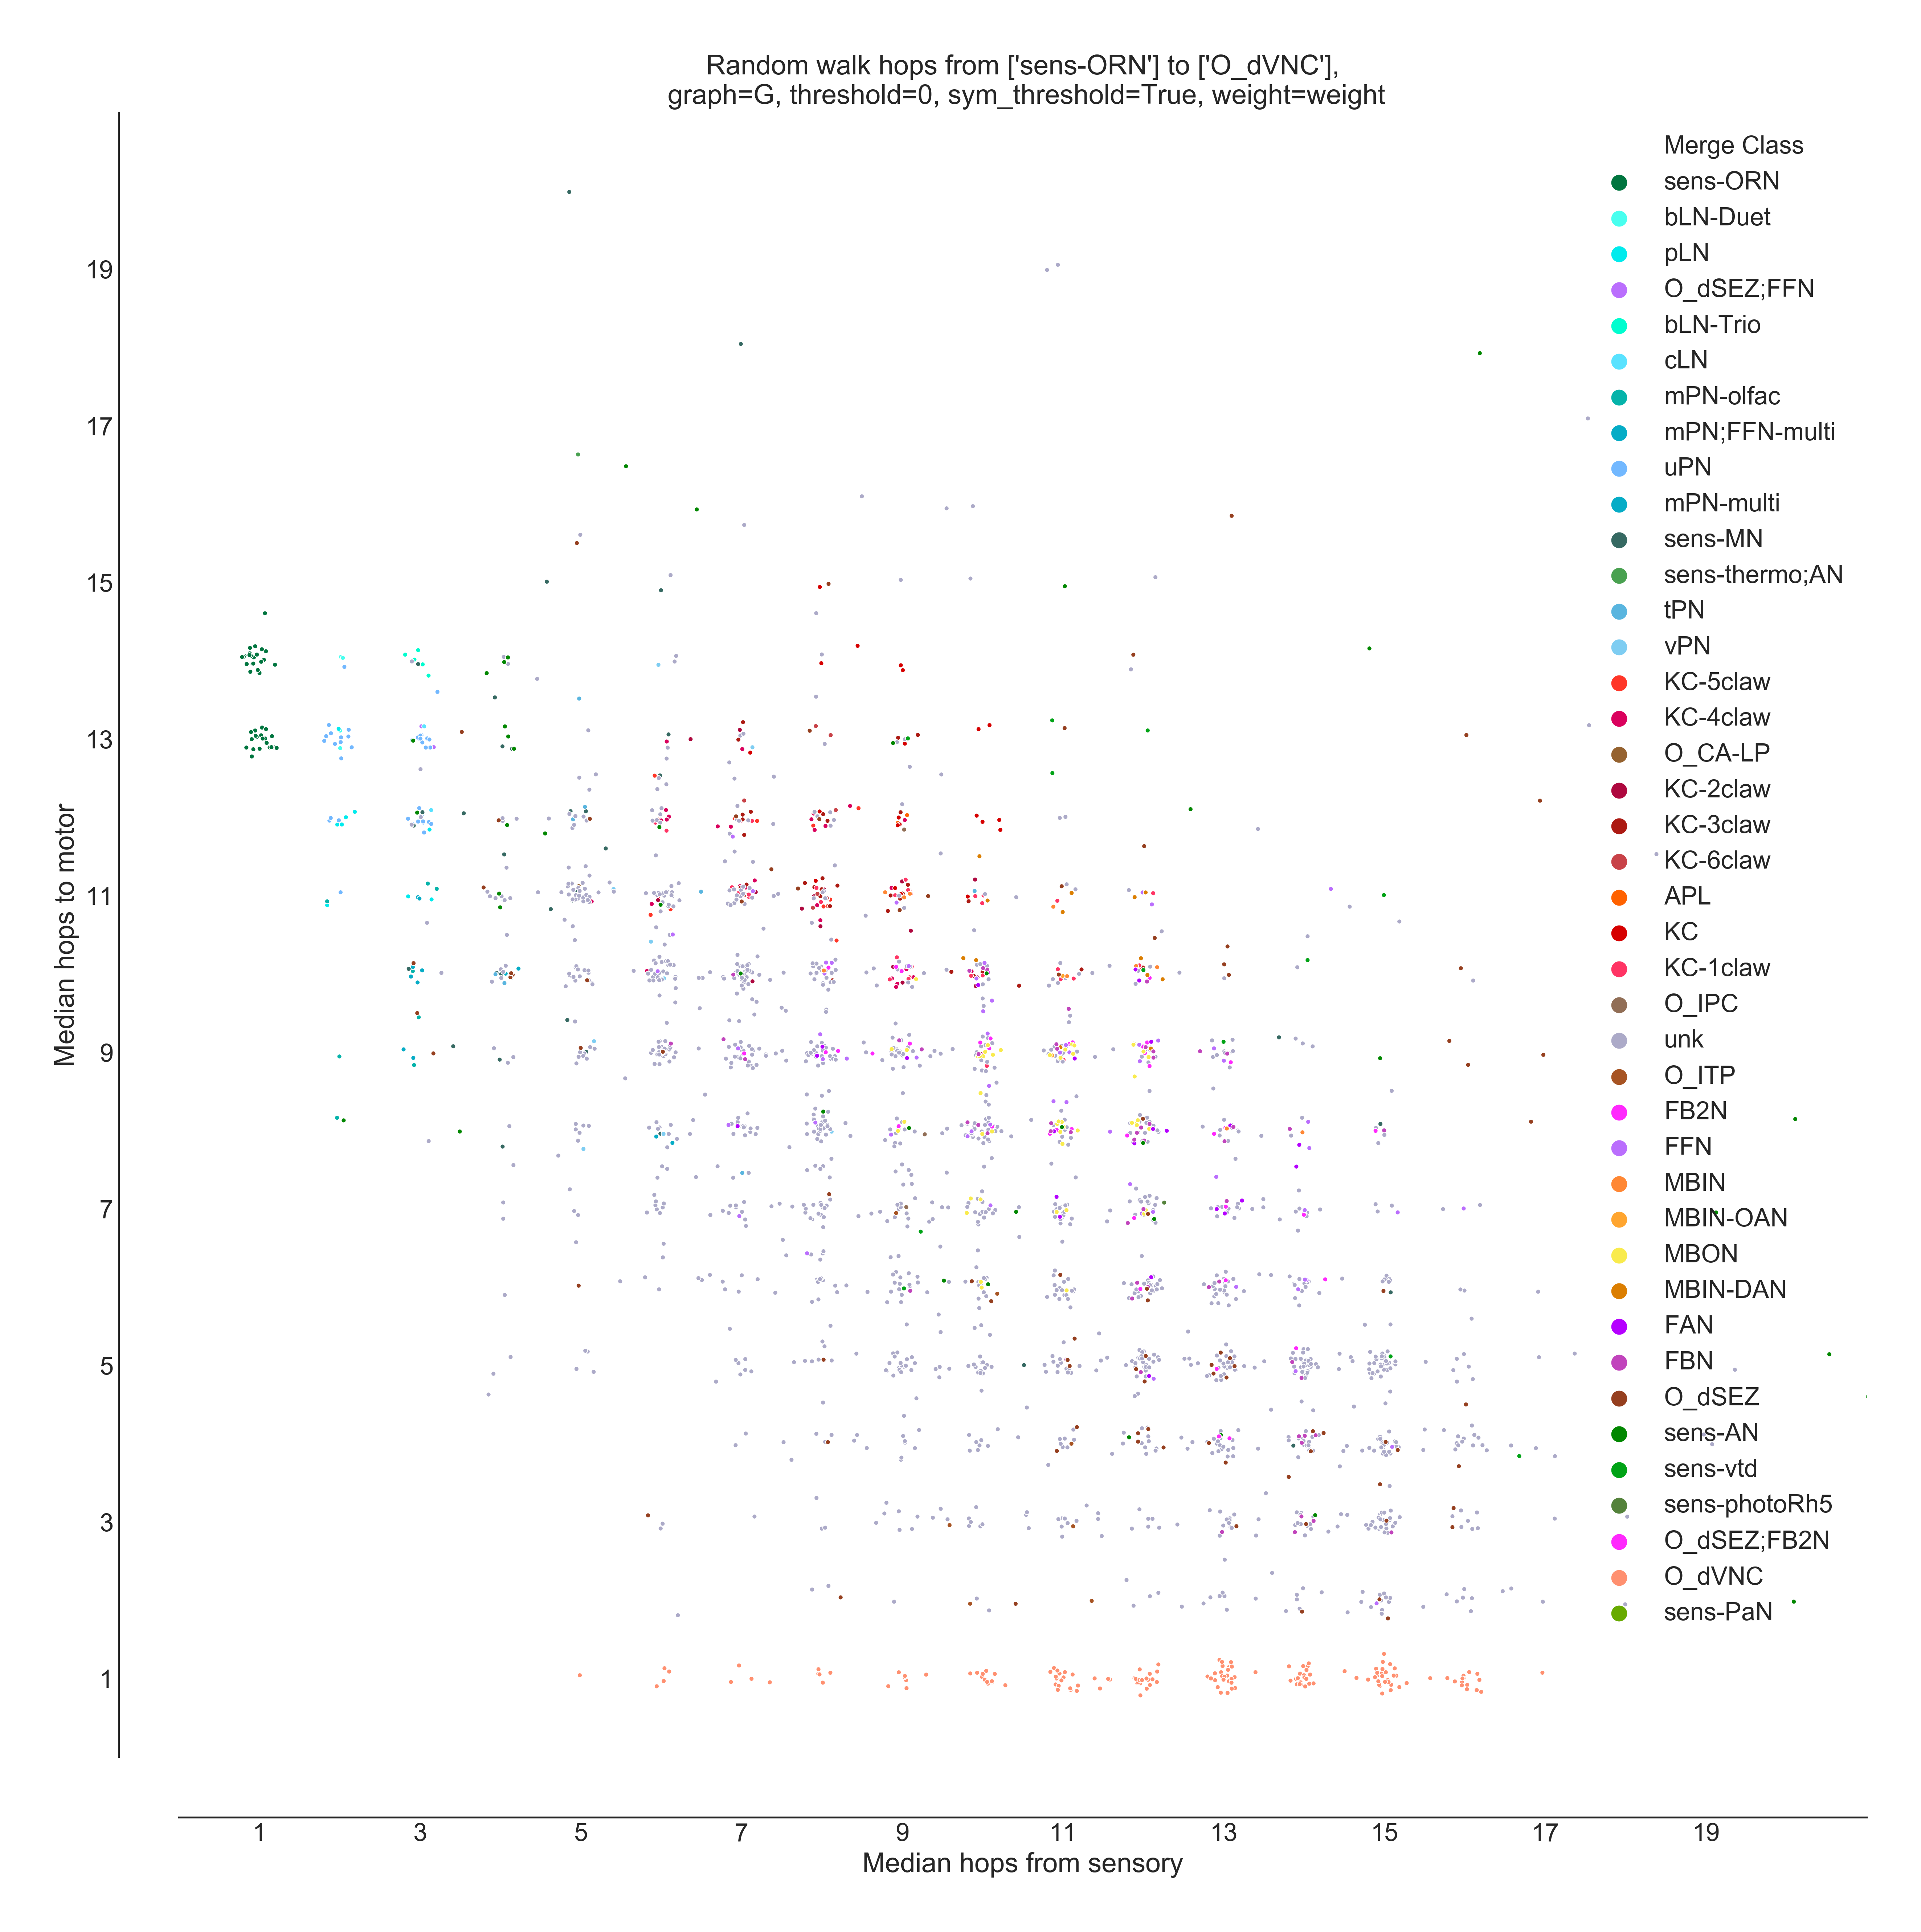 Random walk hops from ['sens-ORN'] to ['O_dVNC'],
graph=G, threshold=0, sym_threshold=True, weight=weight
Merge Class
sens-ORN
bLN-Duet
pLN
O_dSEZ;FFN
bLN-Trio
cLN
mPN-olfac
mPN;FFN-multi
uPN
mPN-multi
sens-MN
sens-thermo;AN
tPN
vPN
KC-5claw
KC-4claw
O_CA-LP
KC-2claw
KC-3claw
KC-6claw
APL
KC
KC-1claw
O_IPC
unk
O_ITP
FB2N
FFN
MBIN
MBIN-OAN
MBON
MBIN-DAN
FAN
FBN
O_dSEZ
sens-AN
sens-vtd
sens-photoRh5
O_dSEZ;FB2N
O_dVNC
sens-PaN
Median hops to motor
19
17
15
13
11
9
7
5
3
1
1 3 5 7 9 11 13 15 17 19
Median hops from sensory